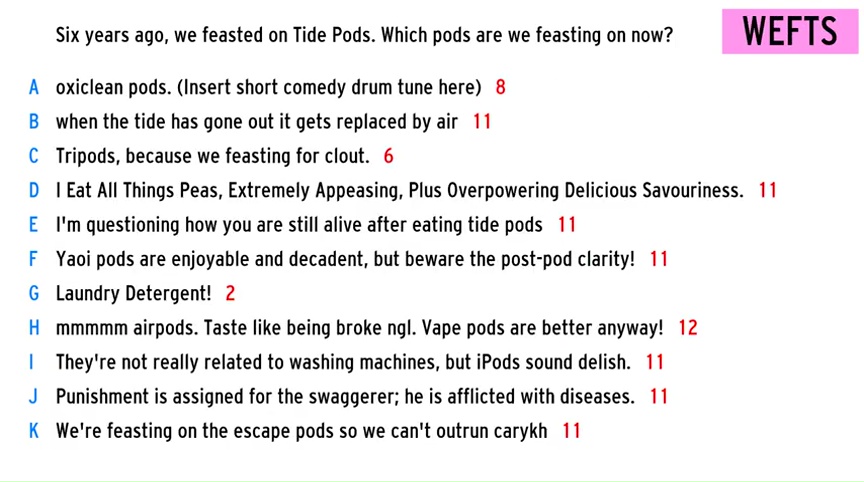 Six years ago, we feasted on Tide Pods. Which pods are we feasting on now?
WEFTS
A oxiclean pods. (Insert short comedy drum tune here) 8
B when the tide has gone out it gets replaced by air 11
C Tripods, because we feasting for clout. 6
D I Eat All Things Peas, Extremely Appeasing, Plus Overpowering Delicious Savouriness. 11
E I'm questioning how you are still alive after eating tide pods 11
F Yaoi pods are enjoyable and decadent, but beware the post-pod clarity! 11
G Laundry Detergent! 2
H mmmmm airpods. Taste like being broke ngl. Vape pods are better anyway! 12
I They're not really related to washing machines, but iPods sound delish. 11
J Punishment is assigned for the swaggerer; he is afflicted with diseases. 11
K We're feasting on the escape pods so we can't outrun carykh 11